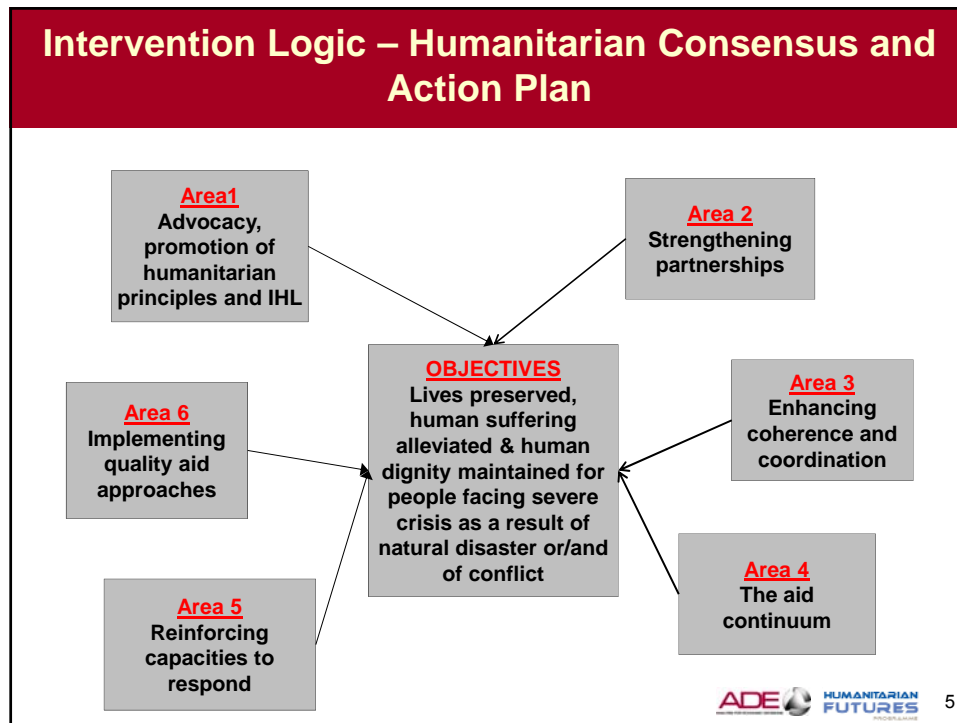 Intervention Logic – Humanitarian Consensus and
Action Plan
Area1
Advocacy,
promotion of
humanitarian
principles and IHL
Area 2
Strengthening
partnerships
OBJECTIVES
Lives preserved,
human suffering
alleviated & human
dignity maintained for
people facing severe
crisis as a result of
natural disaster or/and
of conflict
Area 3
Enhancing
coherence and
coordination
Area 6
Implementing
quality aid
approaches
Area 4
The aid
continuum
Area 5
Reinforcing
capacities to
respond
ADE
HUMANITARIAN
FUTURES
PROGRAMME
5